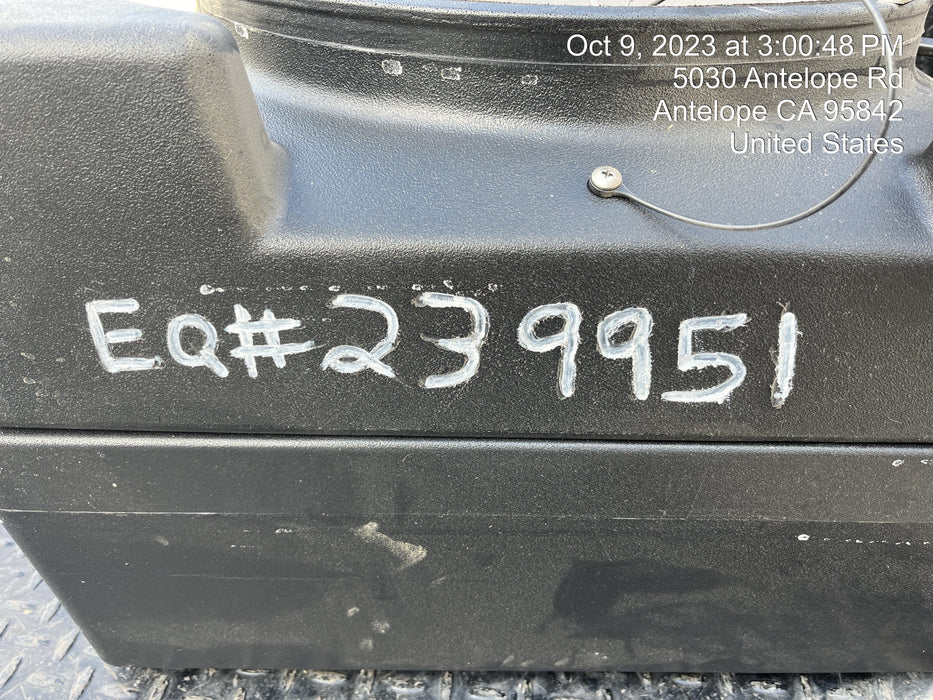 Oct 9, 2023 at 3:00:48 PM
5030 Antelope Rd
Antelope CA 95842
United States
EQ#239951